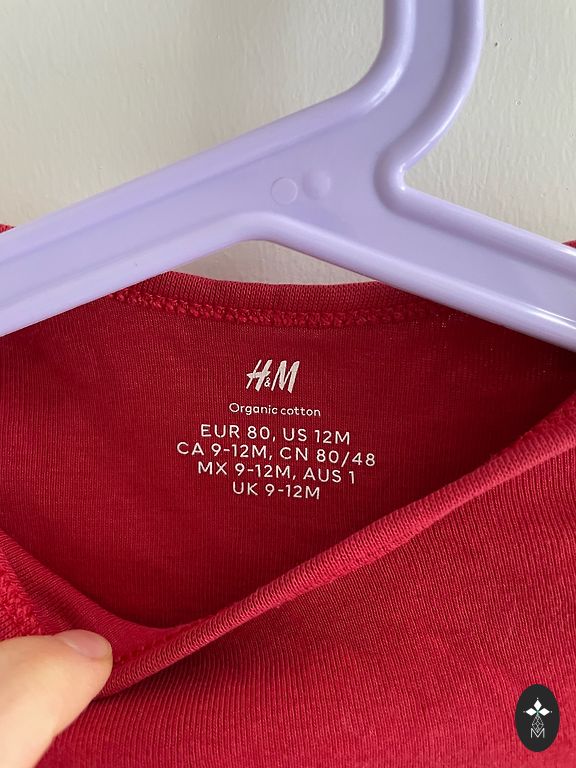 H&M
Organic cotton
EUR 80, US 12M
CA 9-12M, CN 80/48
MX 9-12M, AUS 1
UK 9-12M
M